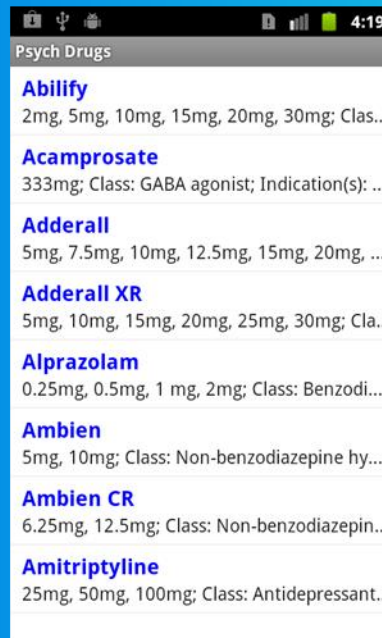 4:19
Psych Drugs
Abilify
2mg, 5mg, 10mg, 15mg, 20mg, 30mg; Clas..
Acamprosate
333mg; Class: GABA agonist; Indication(s): ..
Adderall
5mg, 7.5mg, 10mg, 12.5mg, 15mg, 20mg, ...
Adderall XR
5mg, 10mg, 15mg, 20mg, 25mg, 30mg; Cla..
Alprazolam
0.25mg, 0.5mg, 1 mg, 2mg; Class: Benzodi...
Ambien
5mg, 10mg; Class: Non-benzodiazepine hy...
Ambien CR
6.25mg, 12.5mg; Class: Non-benzodiazepin..
Amitriptyline
25mg, 50mg, 100mg; Class: Antidepressant.